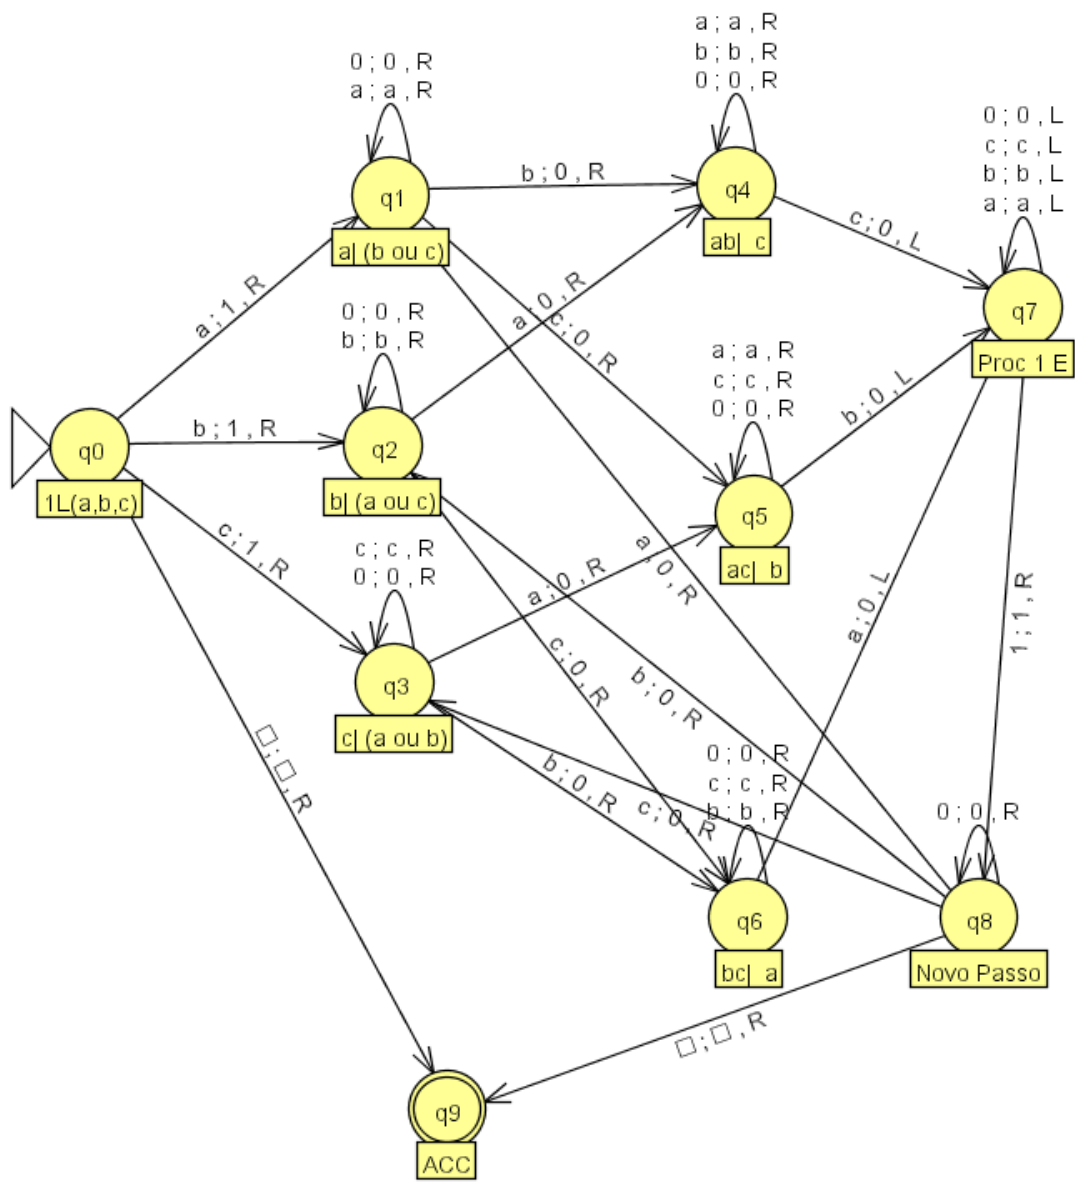 a ; a , R
b ; b , R
0 ; 0 , R
0 ; 0 , R
a ; a , R
0 ; 0 , L
c ; c , L
b ; b , L
a ; a , L
q1
a| (b ou c)
b ; 0 , R
q4
ab| c
c ; 0 , L
q7
Proc 1 E
a ; 1 , R
0 ; 0 , R
b ; b , R
a ; 0 , R
c ; 0 , R
a ; a , R
c ; c , R
0 ; 0 , R
b ; 0 , L
q0
1L(a,b,c)
b ; 1 , R
q2
b| (a ou c)
q5
ac| b
c ; 1 , R
c ; c , R
0 ; 0 , R
a ; 0 , R
a ; 0 , R
a ; 0 , L
1 ; 1 , R
q3
c| (a ou b)
c ; 0 , R
b ; 0 , R
□ ; □ , R
b ; 0 , R
c ; 0 , R
0 ; 0 , R
c ; c , R
b ; b , R
0 ; 0 , R
q6
bc| a
q8
Novo Passo
□ ; □ , R
q9
ACC